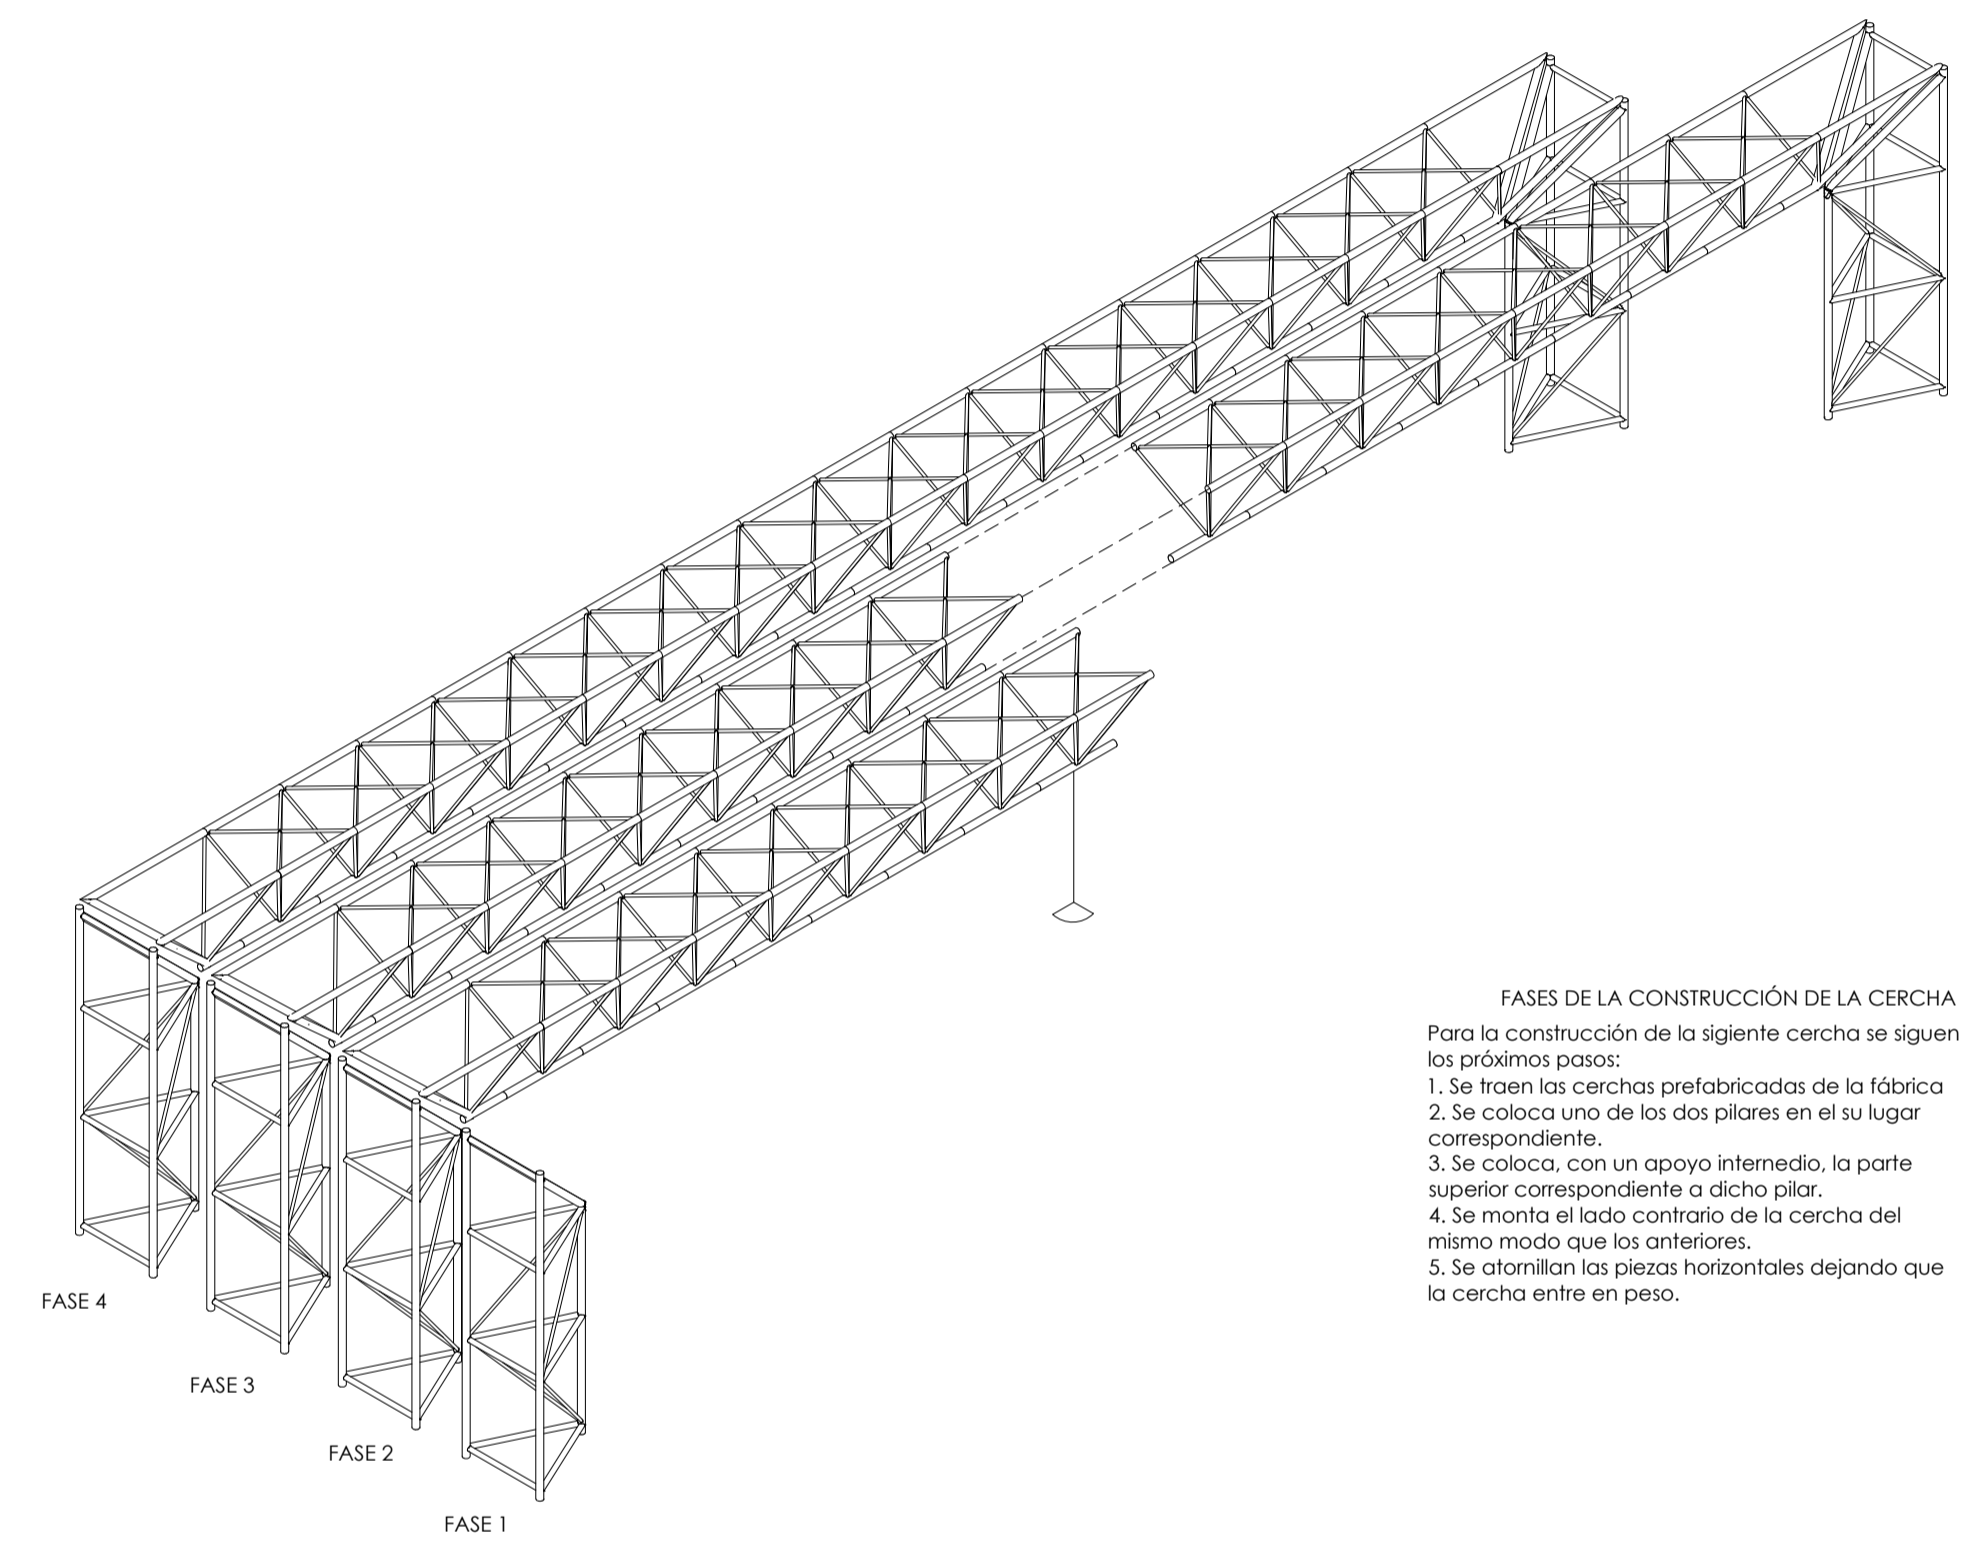 FASES DE LA CONSTRUCCIÓN DE LA CERCHA
Para la construcción de la sigiente cercha se siguen
los próximos pasos:
1. Se traen las cerchas prefabricadas de la fábrica
2. Se coloca uno de los dos pilares en el su lugar
correspondiente.
3. Se coloca, con un apoyo internedio, la parte
superior correspondiente a dicho pilar.
4. Se monta el lado contrario de la cercha del
mismo modo que los anteriores.
5. Se atornillan las piezas horizontales dejando que
la cercha entre en peso.
FASE 4
FASE 3
FASE 2
FASE 1